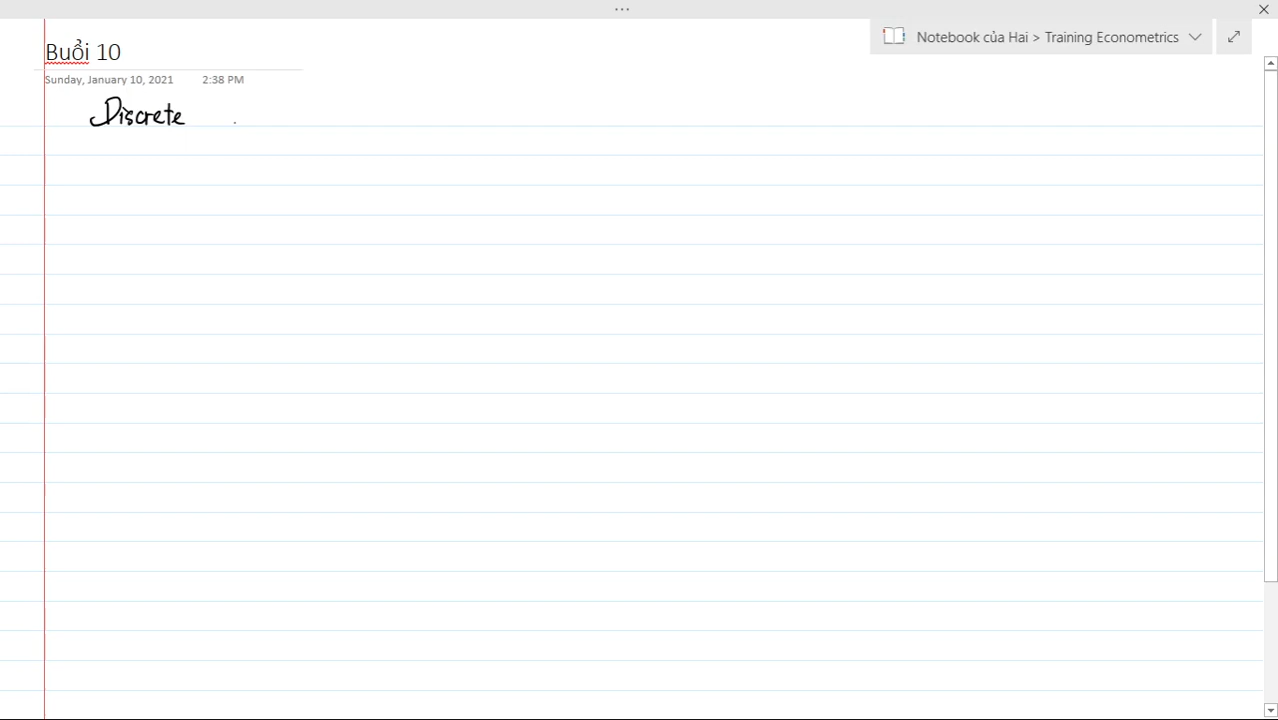 Notebook của Hai > Training Econometrics
Buổi 10
Sunday, January 10, 2021 2:38 PM
Discrete